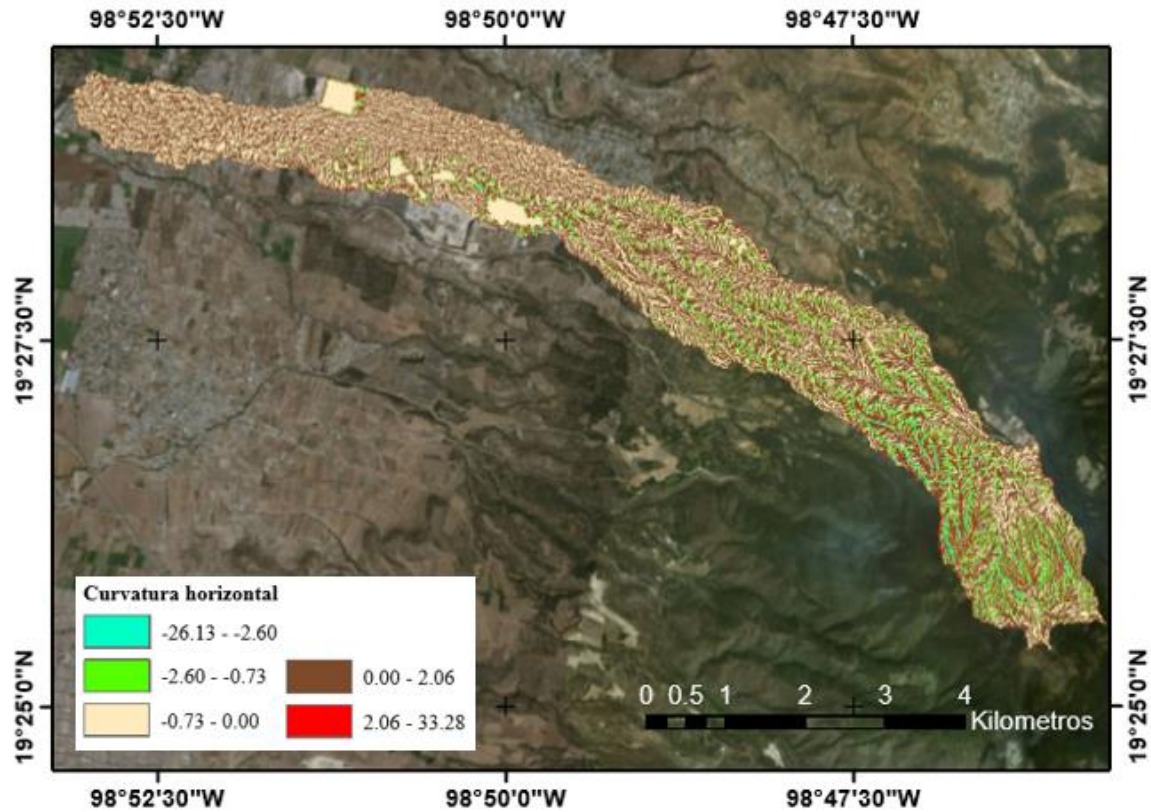 98°52'30"W 98°50'0"W 98°47'30"W
19°27'30"N 19°27'30"N
19°25'0"N 19°25'0"N
Curvatura horizontal
-26.13 - -2.60
-2.60 - -0.73 0.00 - 2.06
-0.73 - 0.00 2.06 - 33.28
0 0.5 1 2 3 4
Kilometros
98°52'30"W 98°50'0"W 98°47'30"W